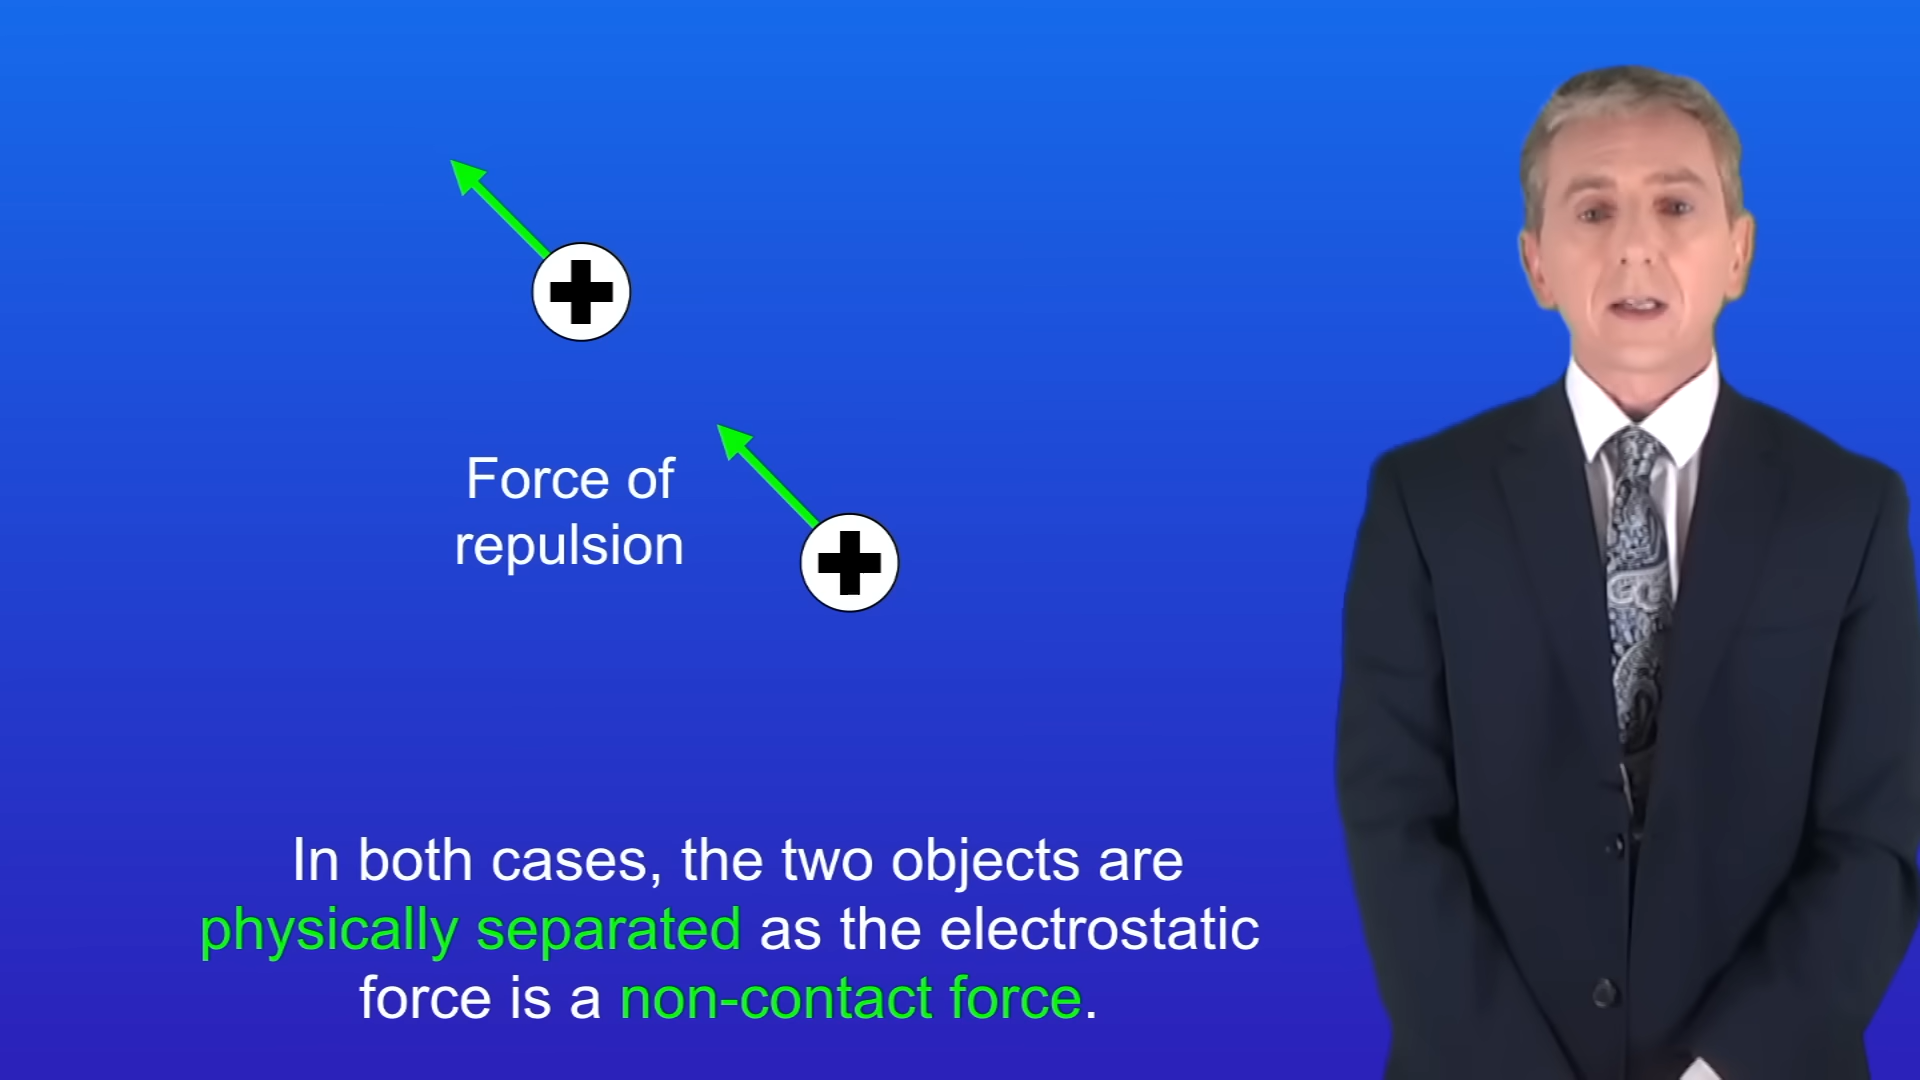 Force of
repulsion
In both cases, the two objects are
physically separated as the electrostatic
force is a non-contact force.